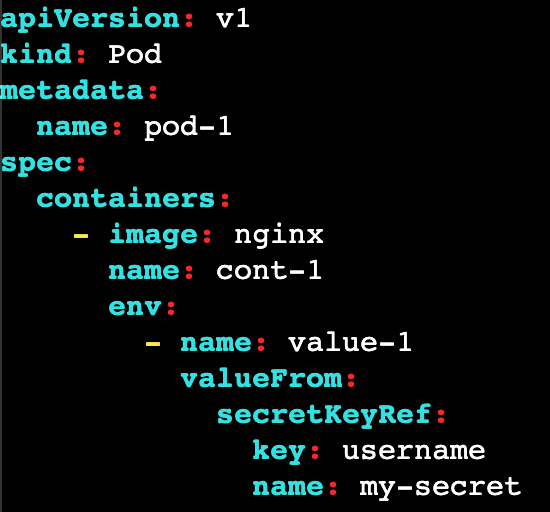 apiVersion: v1
kind: Pod
metadata:
  name: pod-1
spec:
  containers:
    - image: nginx
      name: cont-1
      env:
        - name: value-1
          valueFrom:
            secretKeyRef:
              key: username
              name: my-secret